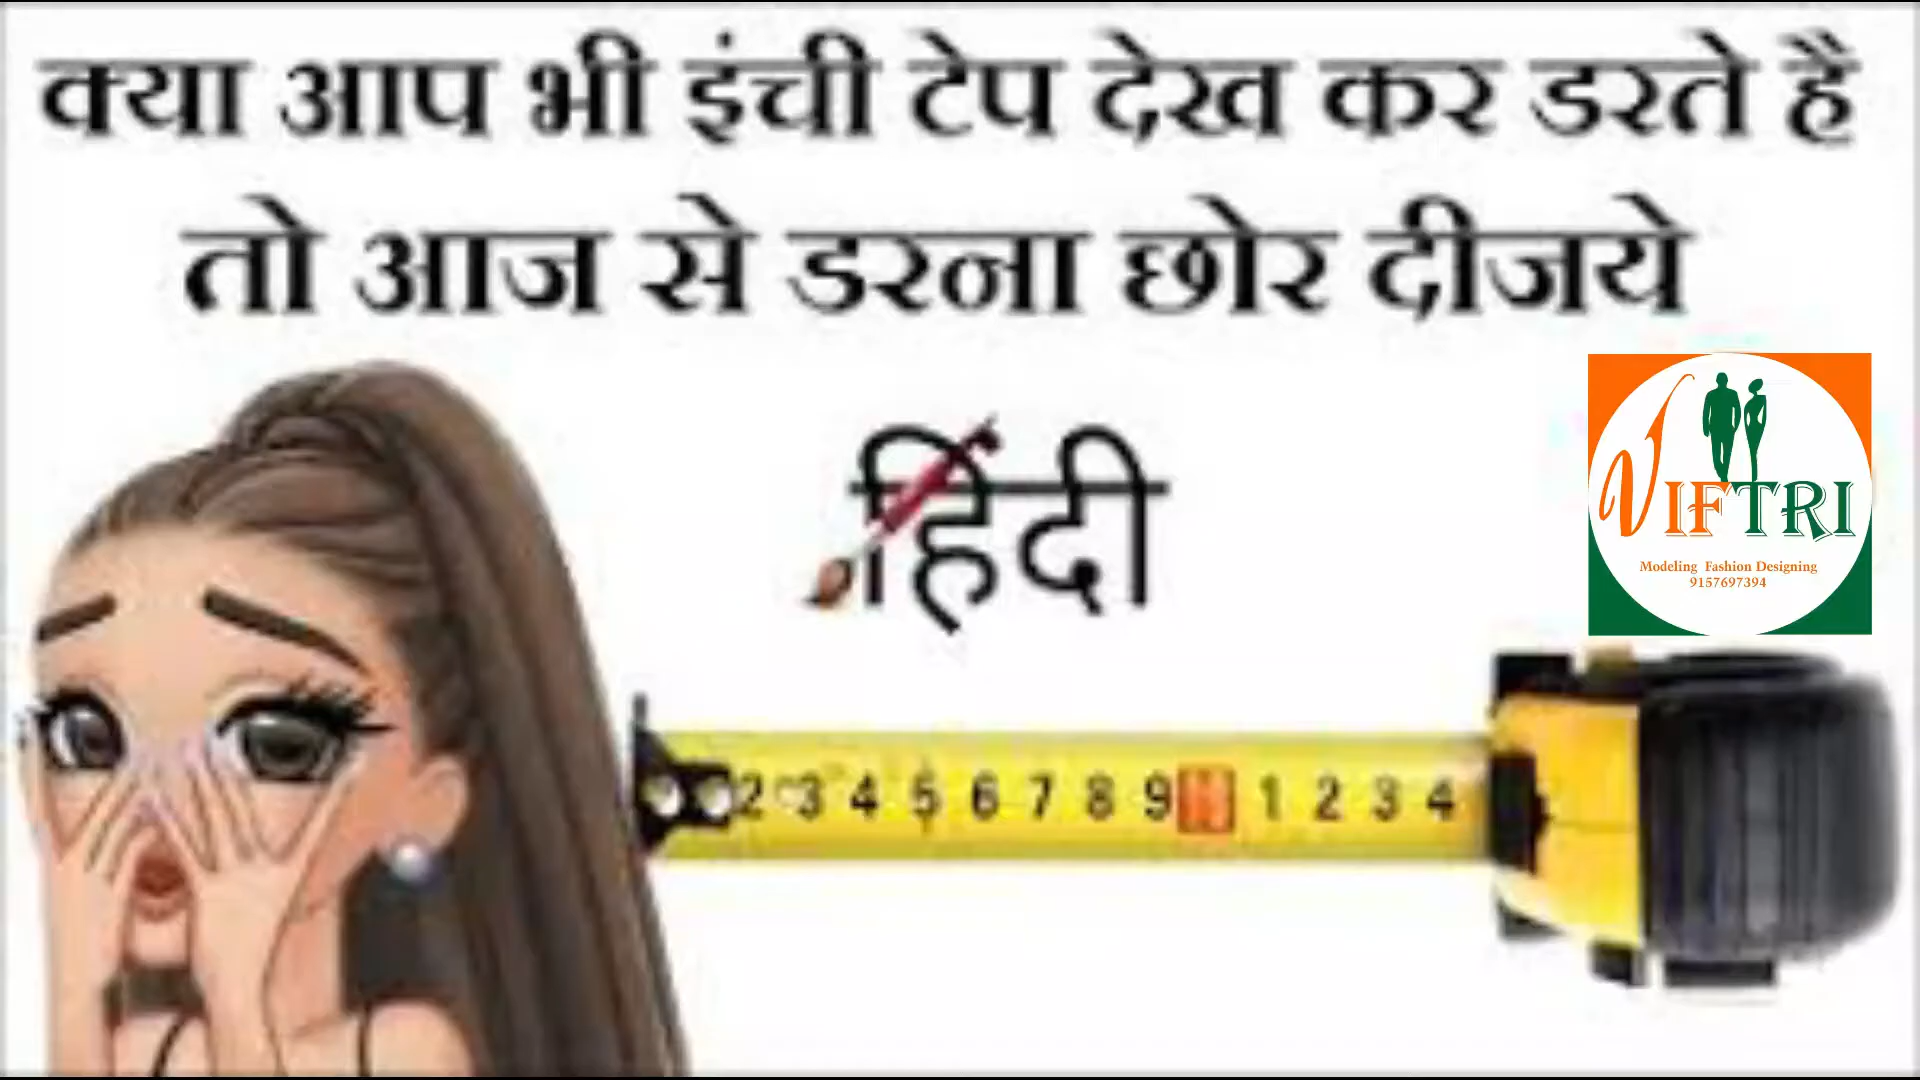 क्या आप भी इंची टेप देख कर डरते हैं
तो आज से डरना छोर दीजये
हिंदी
VIFTRI
Modeling Fashion Designing
9157697394
2 3 4 5 6 7 8 9 1 2 3 4